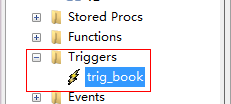 Stored Procs
Functions
Triggers
trig_book
Events